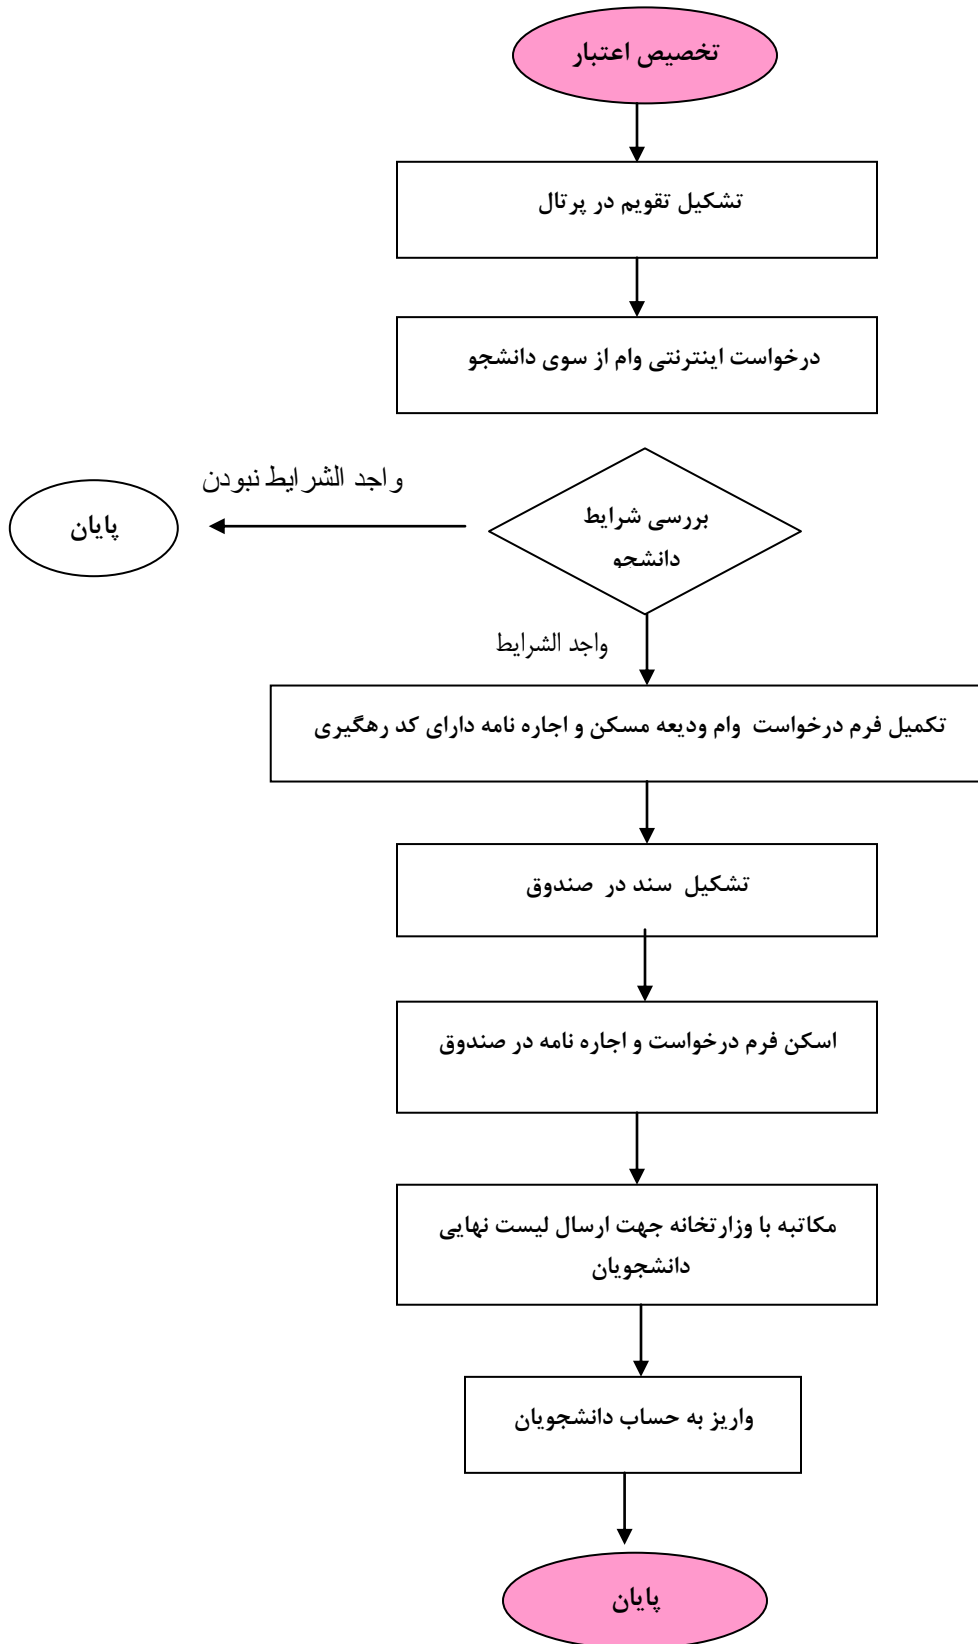 تخصیص اعتبار
تشکیل تقویم در پرتال
درخواست اینترنتی وام از سوی دانشجو
واجد الشرایط نبودن
بررسی شرایط
دانشجو
پایان
واجد الشرایط
تکمیل فرم درخواست وام ودیعه مسکن و اجاره نامه دارای کد رهگیری
تشکیل سند در صندوق
اسکن فرم درخواست و اجاره نامه در صندوق
مکاتبه با وزارتخانه جهت ارسال لیست نهایی
دانشجویان
واریز به حساب دانشجویان
پایان